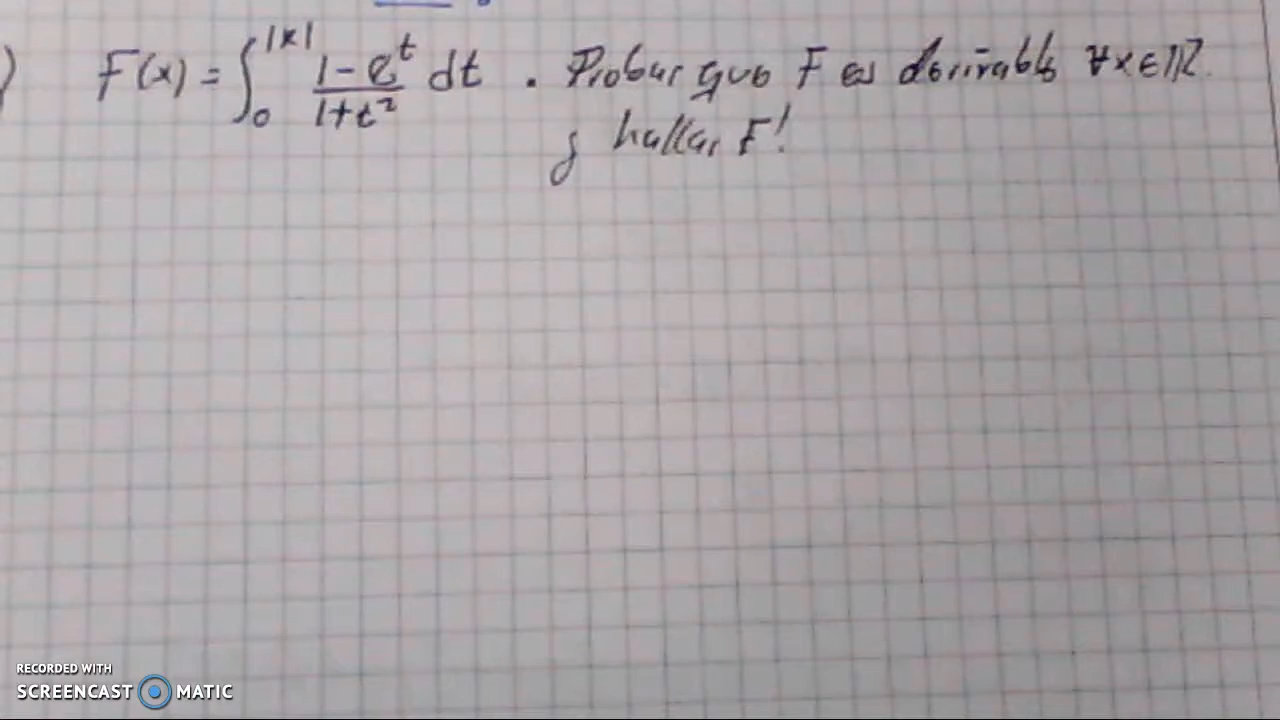 ) F(x) = ∫₀^|x| (1-e^t)/(1+t²) dt . Probar que F es derivable ∀x∈ℝ.
y hallar F'
RECORDED WITH
SCREENCAST MATIC